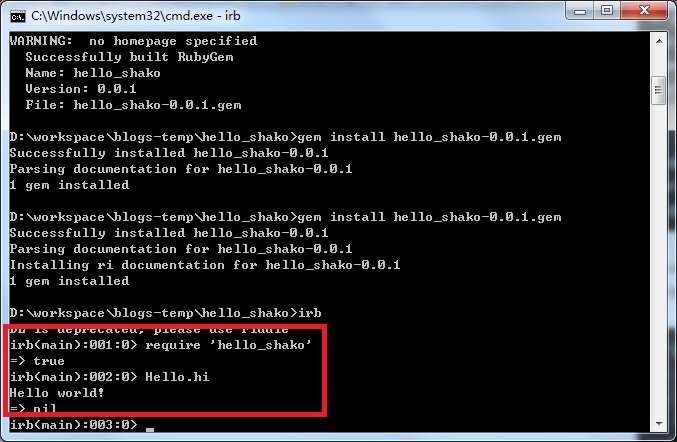 C:\Windows\system32\cmd.exe - irb
WARNING:  no homepage specified
  Successfully built RubyGem
  Name: hello_shako
  Version: 0.0.1
  File: hello_shako-0.0.1.gem
D:\workspace\blogs-temp\hello_shako>gem install hello_shako-0.0.1.gem
Successfully installed hello_shako-0.0.1
Parsing documentation for hello_shako-0.0.1
1 gem installed
D:\workspace\blogs-temp\hello_shako>gem install hello_shako-0.0.1.gem
Successfully installed hello_shako-0.0.1
Parsing documentation for hello_shako-0.0.1
Installing ri documentation for hello_shako-0.0.1
1 gem installed
D:\workspace\blogs-temp\hello_shako>irb
DL is deprecated, please use Fiddle
irb(main):001:0> require 'hello_shako'
=> true
irb(main):002:0> Hello.hi
Hello world!
=> nil
irb(main):003:0>